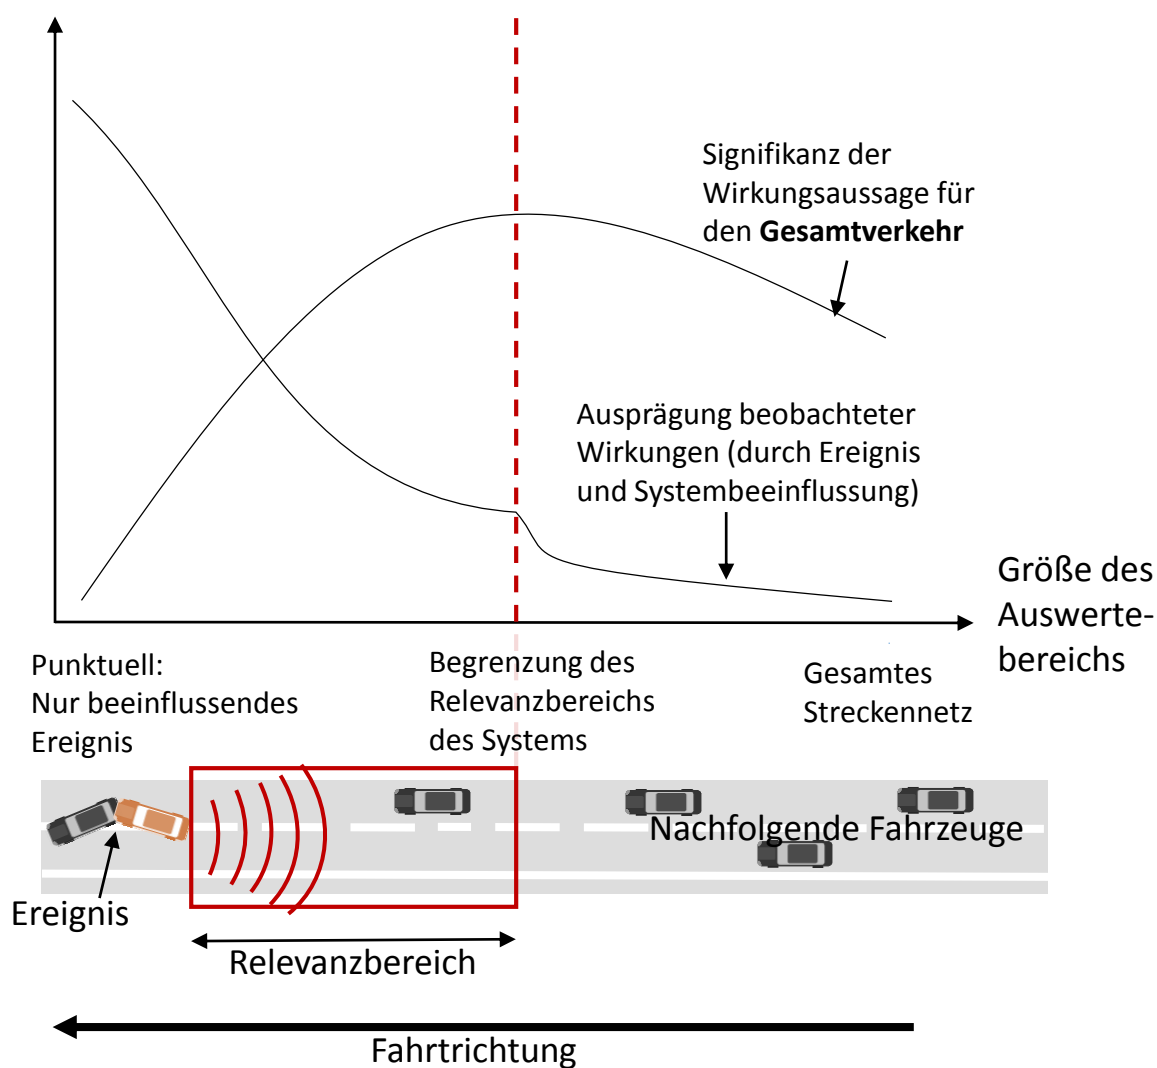 Signifikanz der
Wirkungsaussage für
den Gesamtverkehr
Ausprägung beobachteter
Wirkungen (durch Ereignis
und Systembeeinflussung)
Größe des
Auswerte-
bereichs
Punktuell:
Nur beeinflussendes
Ereignis
Begrenzung des
Relevanzbereichs
des Systems
Gesamtes
Streckennetz
Nachfolgende Fahrzeuge
Ereignis
Relevanzbereich
Fahrtrichtung